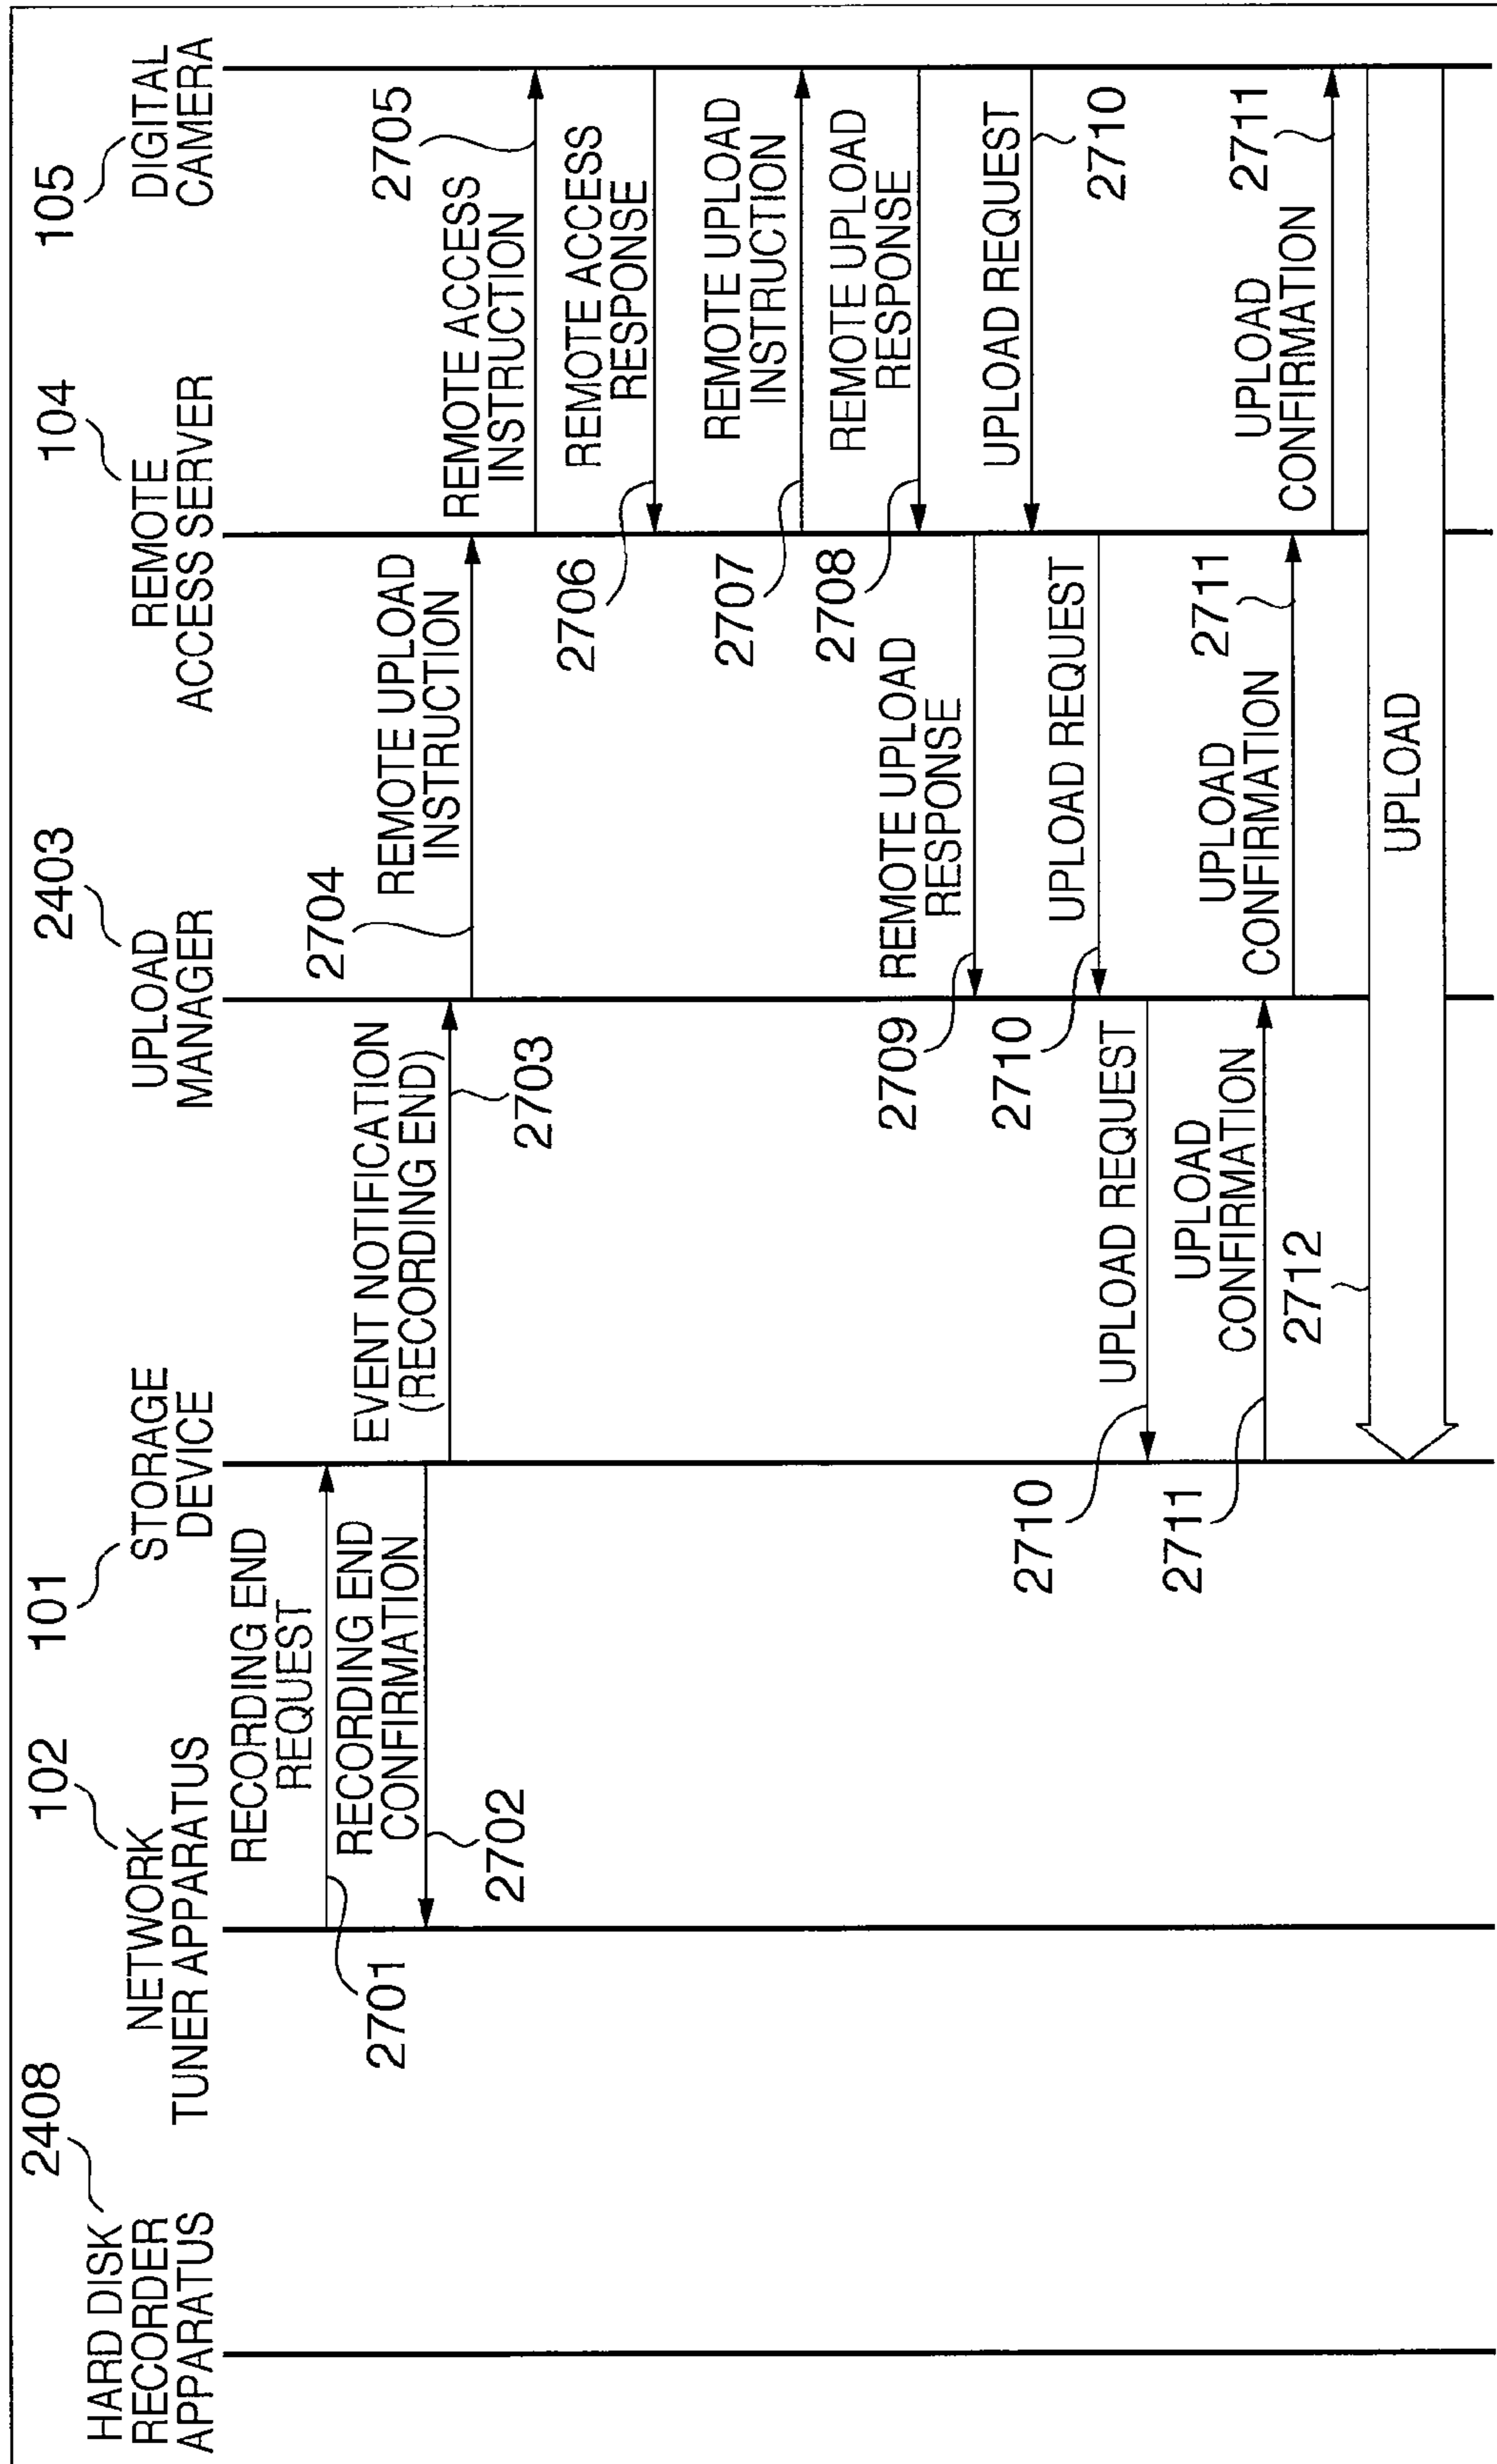 2408
HARD DISK
RECORDER
APPARATUS
102
NETWORK
TUNER APPARATUS
101
STORAGE
DEVICE
2403
UPLOAD
MANAGER
104
REMOTE
ACCESS SERVER
105
DIGITAL
CAMERA
RECORDING END
REQUEST
2701
RECORDING END
CONFIRMATION
2702
EVENT NOTIFICATION
(RECORDING END)
2703
2704
REMOTE UPLOAD
INSTRUCTION
REMOTE ACCESS
INSTRUCTION
2705
REMOTE ACCESS
RESPONSE
2706
REMOTE UPLOAD
INSTRUCTION
2707
REMOTE UPLOAD
RESPONSE
2708
REMOTE UPLOAD
RESPONSE
2709
UPLOAD REQUEST
2710
UPLOAD REQUEST
2710
UPLOAD REQUEST
2710
UPLOAD
CONFIRMATION
2711
UPLOAD
CONFIRMATION
2711
UPLOAD
CONFIRMATION
2711
2712
UPLOAD